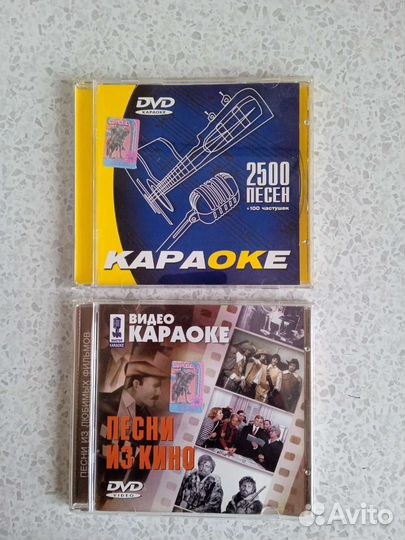 DVD
КАРАОКЕ
2500
ПЕСЕН
+100 частушек
КАРАОКЕ
ПЕСНИ ИЗ ЛЮБИМЫХ ФИЛЬМОВ
ВИДЕО
КАРАОКЕ
КАРАОКЕ
ПЕСНИ
ИЗ КИНО
DVD
VIDEO
Avito